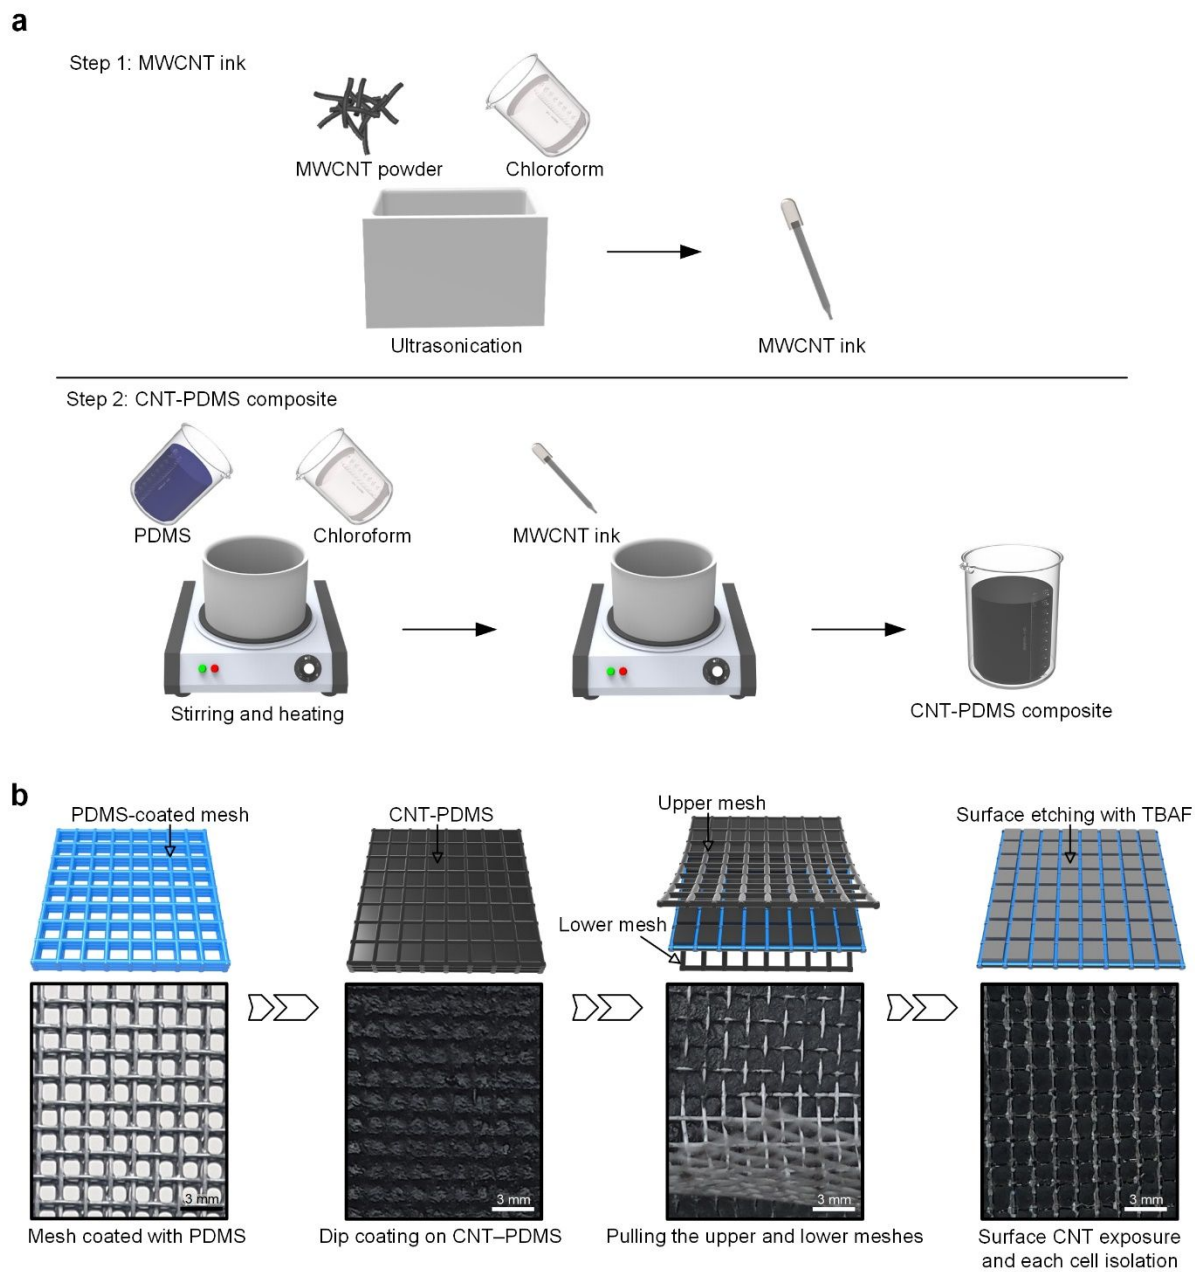 a
Step 1: MWCNT ink
MWCNT powder
Chloroform
Ultrasonication
MWCNT ink
Step 2: CNT-PDMS composite
PDMS
Chloroform
MWCNT ink
Stirring and heating
CNT-PDMS composite
b
PDMS-coated mesh
CNT-PDMS
Upper mesh
Lower mesh
Surface etching with TBAF
3 mm
3 mm
3 mm
3 mm
Mesh coated with PDMS
Dip coating on CNT–PDMS
Pulling the upper and lower meshes
Surface CNT exposure
and each cell isolation